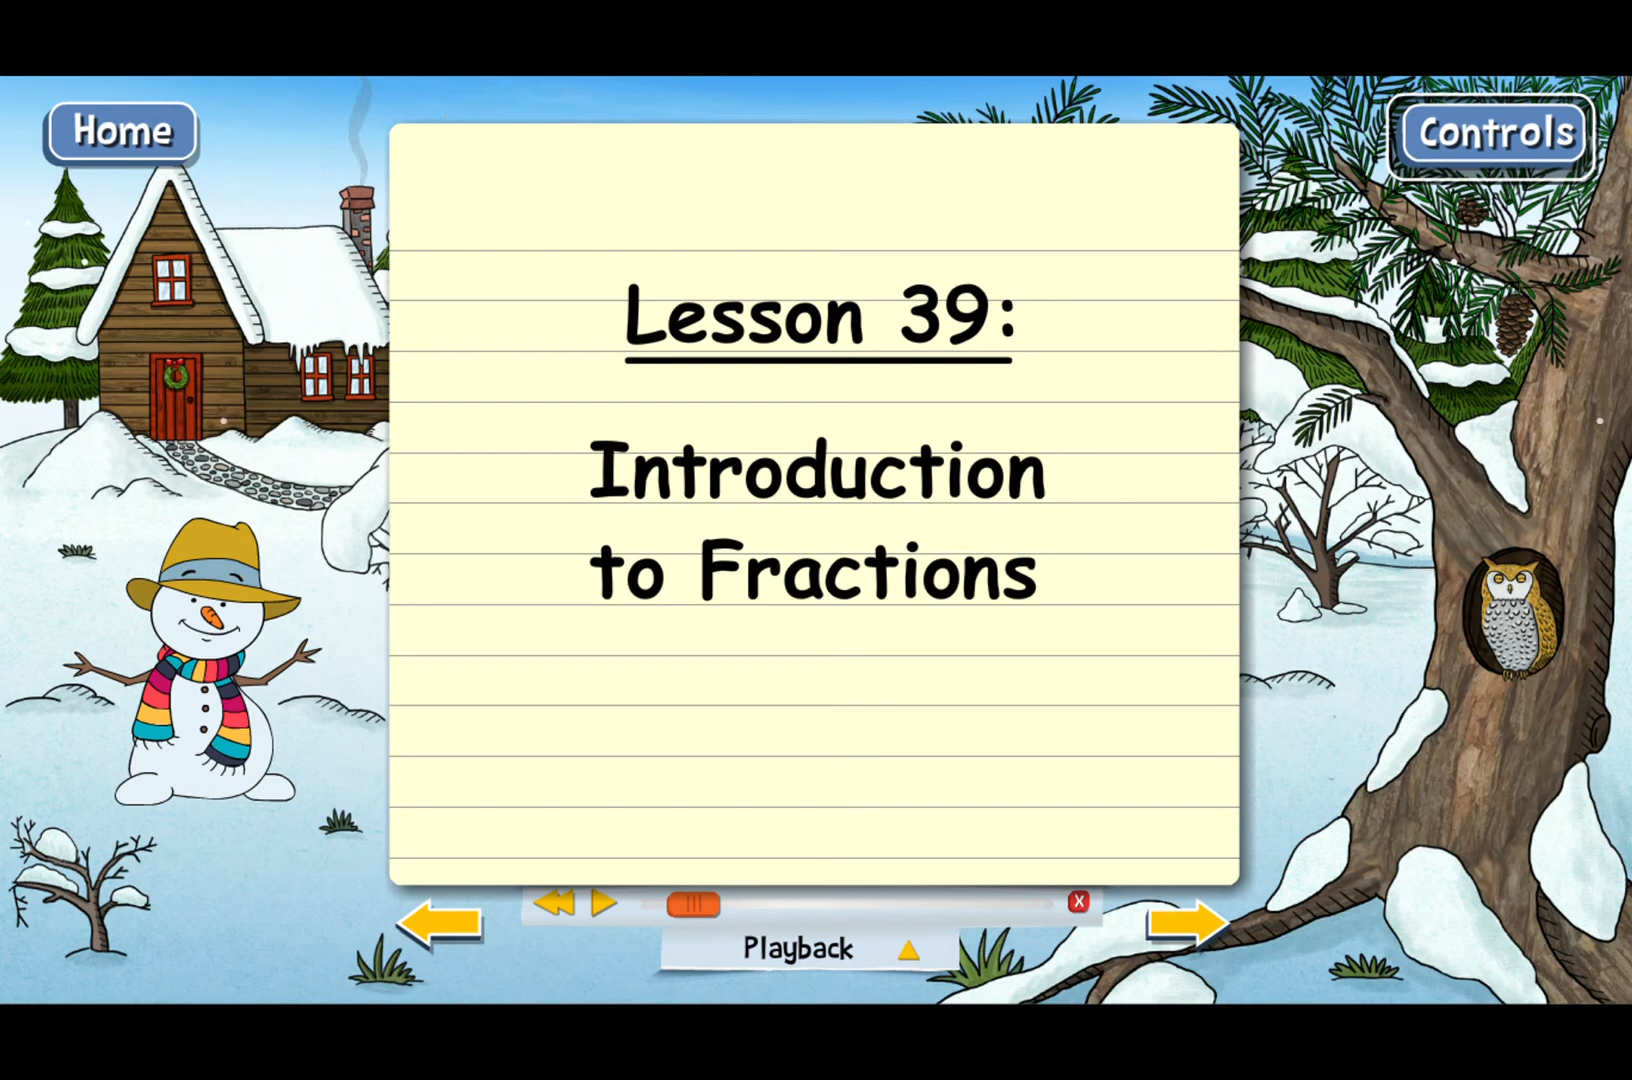 Home
Controls
Lesson 39:
Introduction
to Fractions
X
Playback